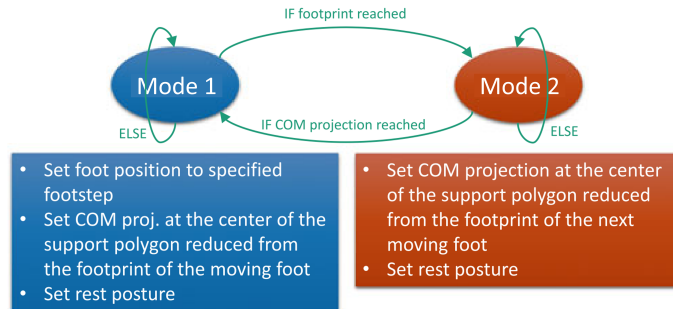 IF footprint reached
Mode 1
Mode 2
IF COM projection reached
ELSE
ELSE
• Set foot position to specified
footstep
• Set COM proj. at the center of the
support polygon reduced from
the footprint of the moving foot
• Set rest posture
• Set COM projection at the center
of the support polygon reduced
from the footprint of the next
moving foot
• Set rest posture